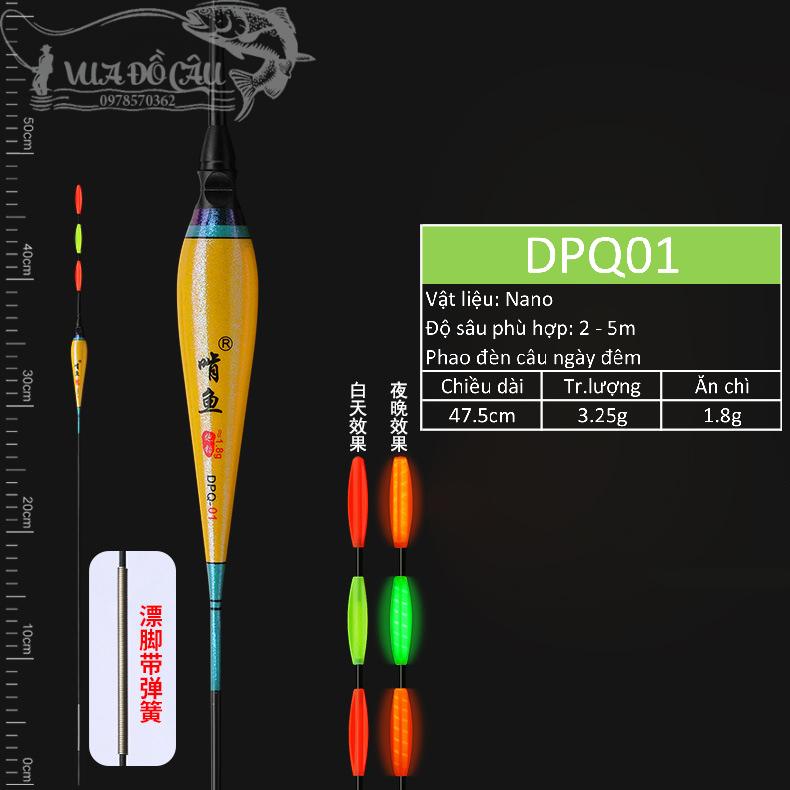 VUA ĐỒ CÂU
0978570362
50cm
40cm
30cm
20cm
10cm
0cm
®
啃鱼
≈1.8g
DPQ-01
漂脚带弹簧
白天效果
夜晚效果
DPQ01
Vật liệu: Nano
Độ sâu phù hợp: 2 - 5m
Phao đèn câu ngày đêm
Chiều dài Tr.lượng Ăn chì
47.5cm 3.25g 1.8g